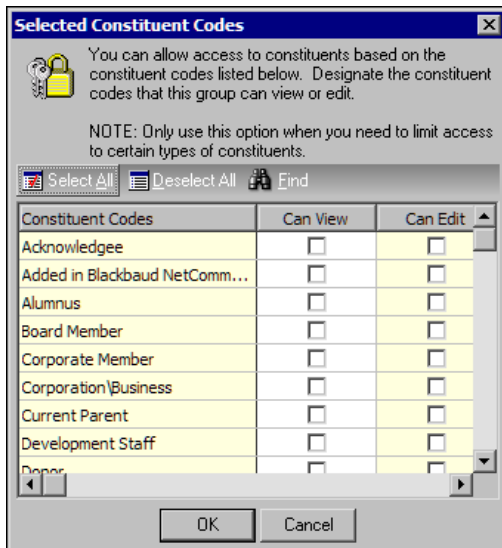 Selected Constituent Codes
You can allow access to constituents based on the
constituent codes listed below. Designate the constituent
codes that this group can view or edit.
NOTE: Only use this option when you need to limit access
to certain types of constituents.
Select All Deselect All Find
Constituent Codes Can View Can Edit
Acknowledgee
Added in Blackbaud NetComm...
Alumnus
Board Member
Corporate Member
Corporation\Business
Current Parent
Development Staff
Donor
OK Cancel